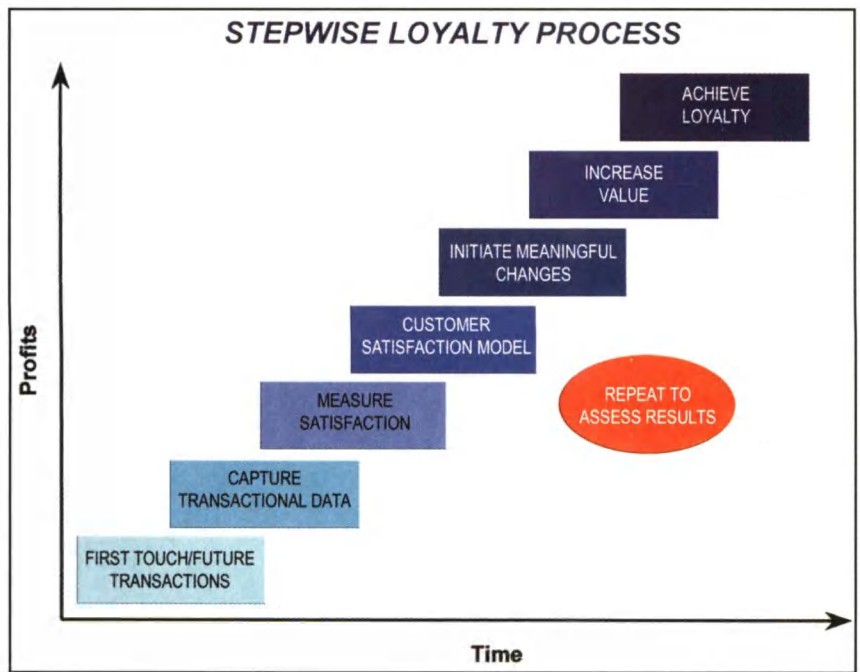 STEPWISE LOYALTY PROCESS
ACHIEVE
LOYALTY
INCREASE
VALUE
INITIATE MEANINGFUL
CHANGES
CUSTOMER
SATISFACTION MODEL
REPEAT TO
ASSESS RESULTS
MEASURE
SATISFACTION
CAPTURE
TRANSACTIONAL DATA
FIRST TOUCH/FUTURE
TRANSACTIONS
Profits
Time